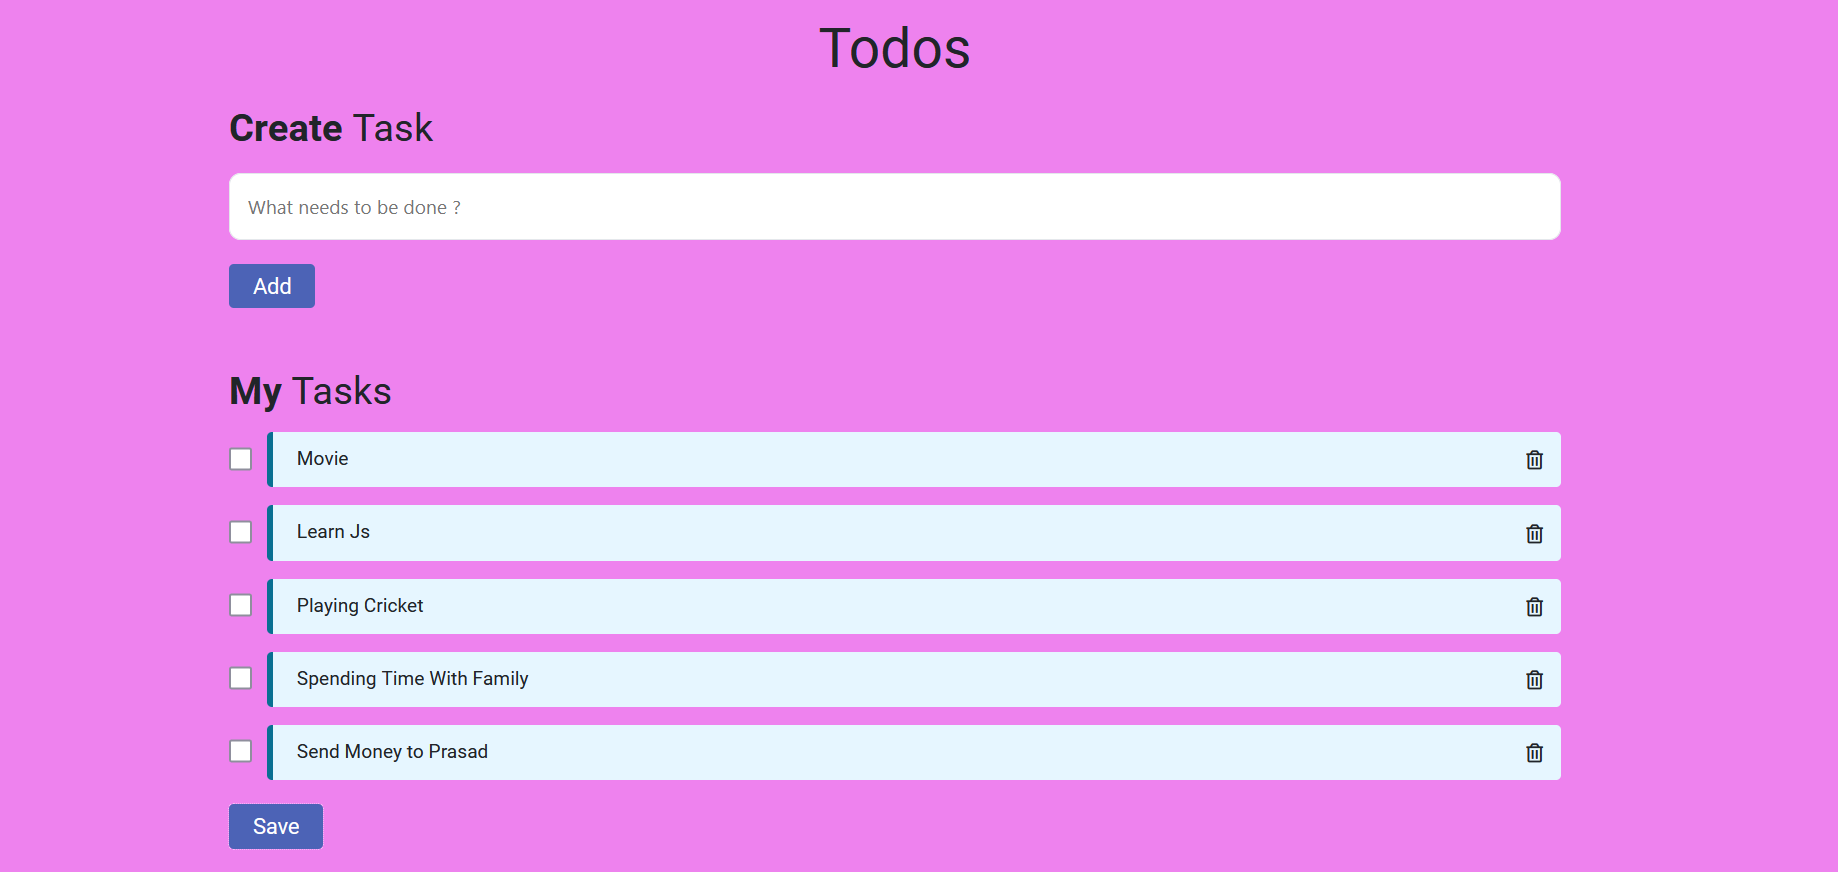 Todos
Create Task
What needs to be done ?
Add
My Tasks
Movie
Learn Js
Playing Cricket
Spending Time With Family
Send Money to Prasad
Save